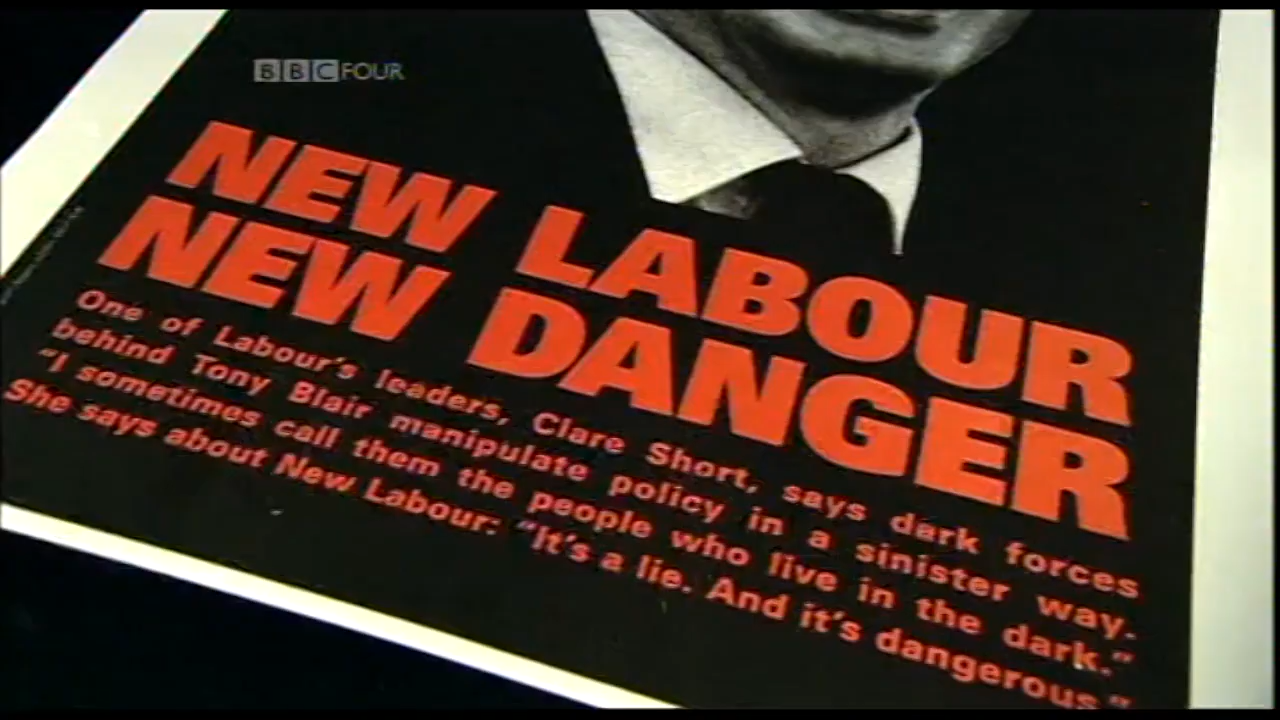 BBC FOUR
NEW LABOUR
NEW DANGER
One of Labour's leaders, Clare Short, says dark forces
behind Tony Blair manipulate policy in a sinister way.
"I sometimes call them the people who live in the dark."
She says about New Labour: "It's a lie. And it's dangerous."